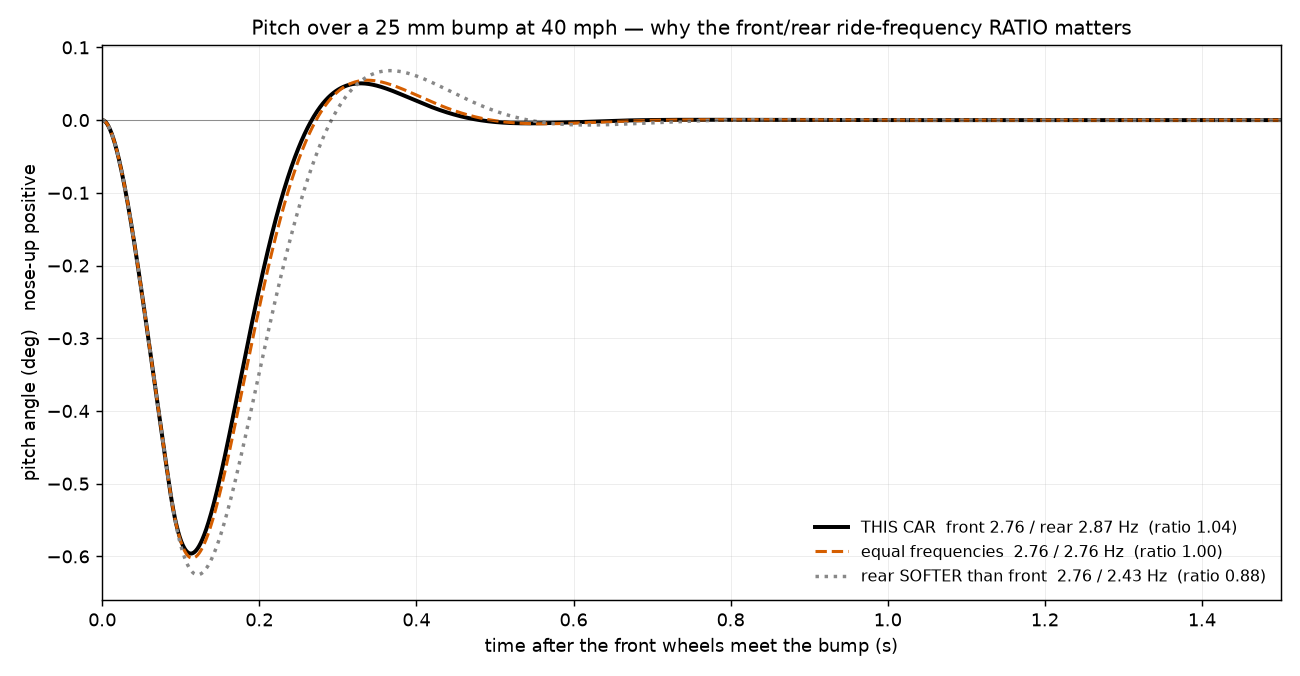 Pitch over a 25 mm bump at 40 mph — why the front/rear ride-frequency RATIO matters
pitch angle (deg)   nose-up positive
0.1
0.0
−0.1
−0.2
−0.3
−0.4
−0.5
−0.6
THIS CAR  front 2.76 / rear 2.87 Hz  (ratio 1.04)
equal frequencies  2.76 / 2.76 Hz  (ratio 1.00)
rear SOFTER than front  2.76 / 2.43 Hz  (ratio 0.88)
0.0 0.2 0.4 0.6 0.8 1.0 1.2 1.4
time after the front wheels meet the bump (s)